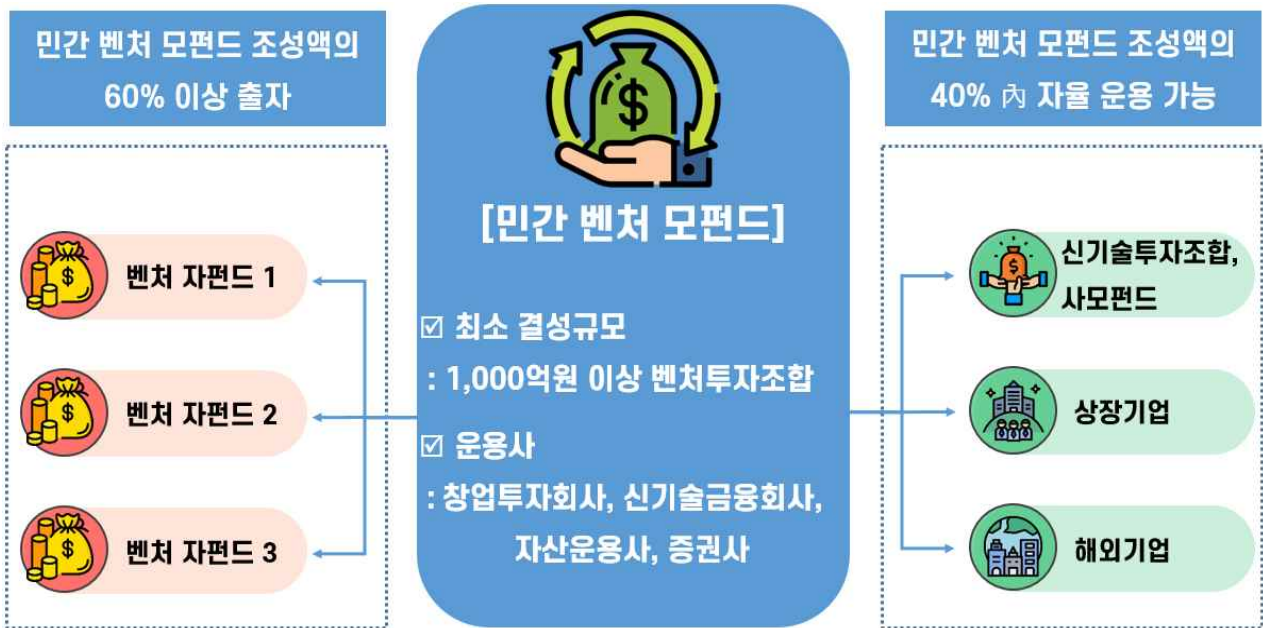 민간 벤처 모펀드 조성액의
60% 이상 출자
벤처 자펀드 1
벤처 자펀드 2
벤처 자펀드 3
$
[민간 벤처 모펀드]
☑ 최소 결성규모
: 1,000억원 이상 벤처투자조합
☑ 운용사
: 창업투자회사, 신기술금융회사,
자산운용사, 증권사
민간 벤처 모펀드 조성액의
40% 內 자율 운용 가능
신기술투자조합,
사모펀드
상장기업
해외기업